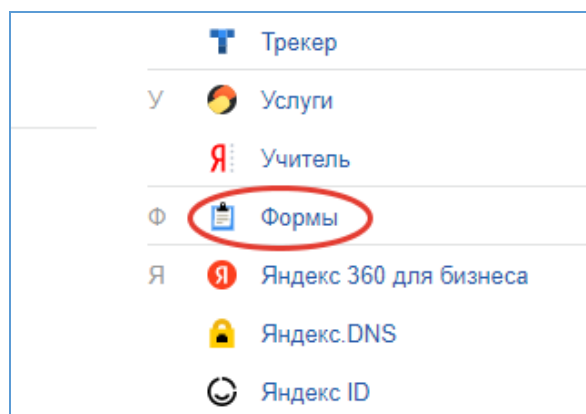 Трекер
У Услуги
Я Учитель
Ф Формы
Я Я Яндекс 360 для бизнеса
Яндекс.DNS
Яндекс ID